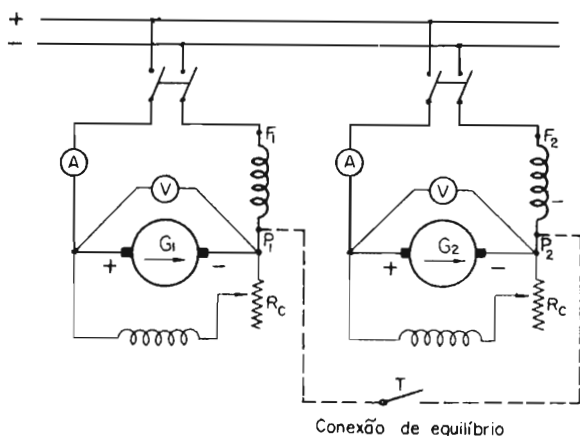 +
−
F1
F2
A
V
A
V
−
P1
P2
G1
G2
+
−
+
−
RC
RC
T
Conexão de equilíbrio